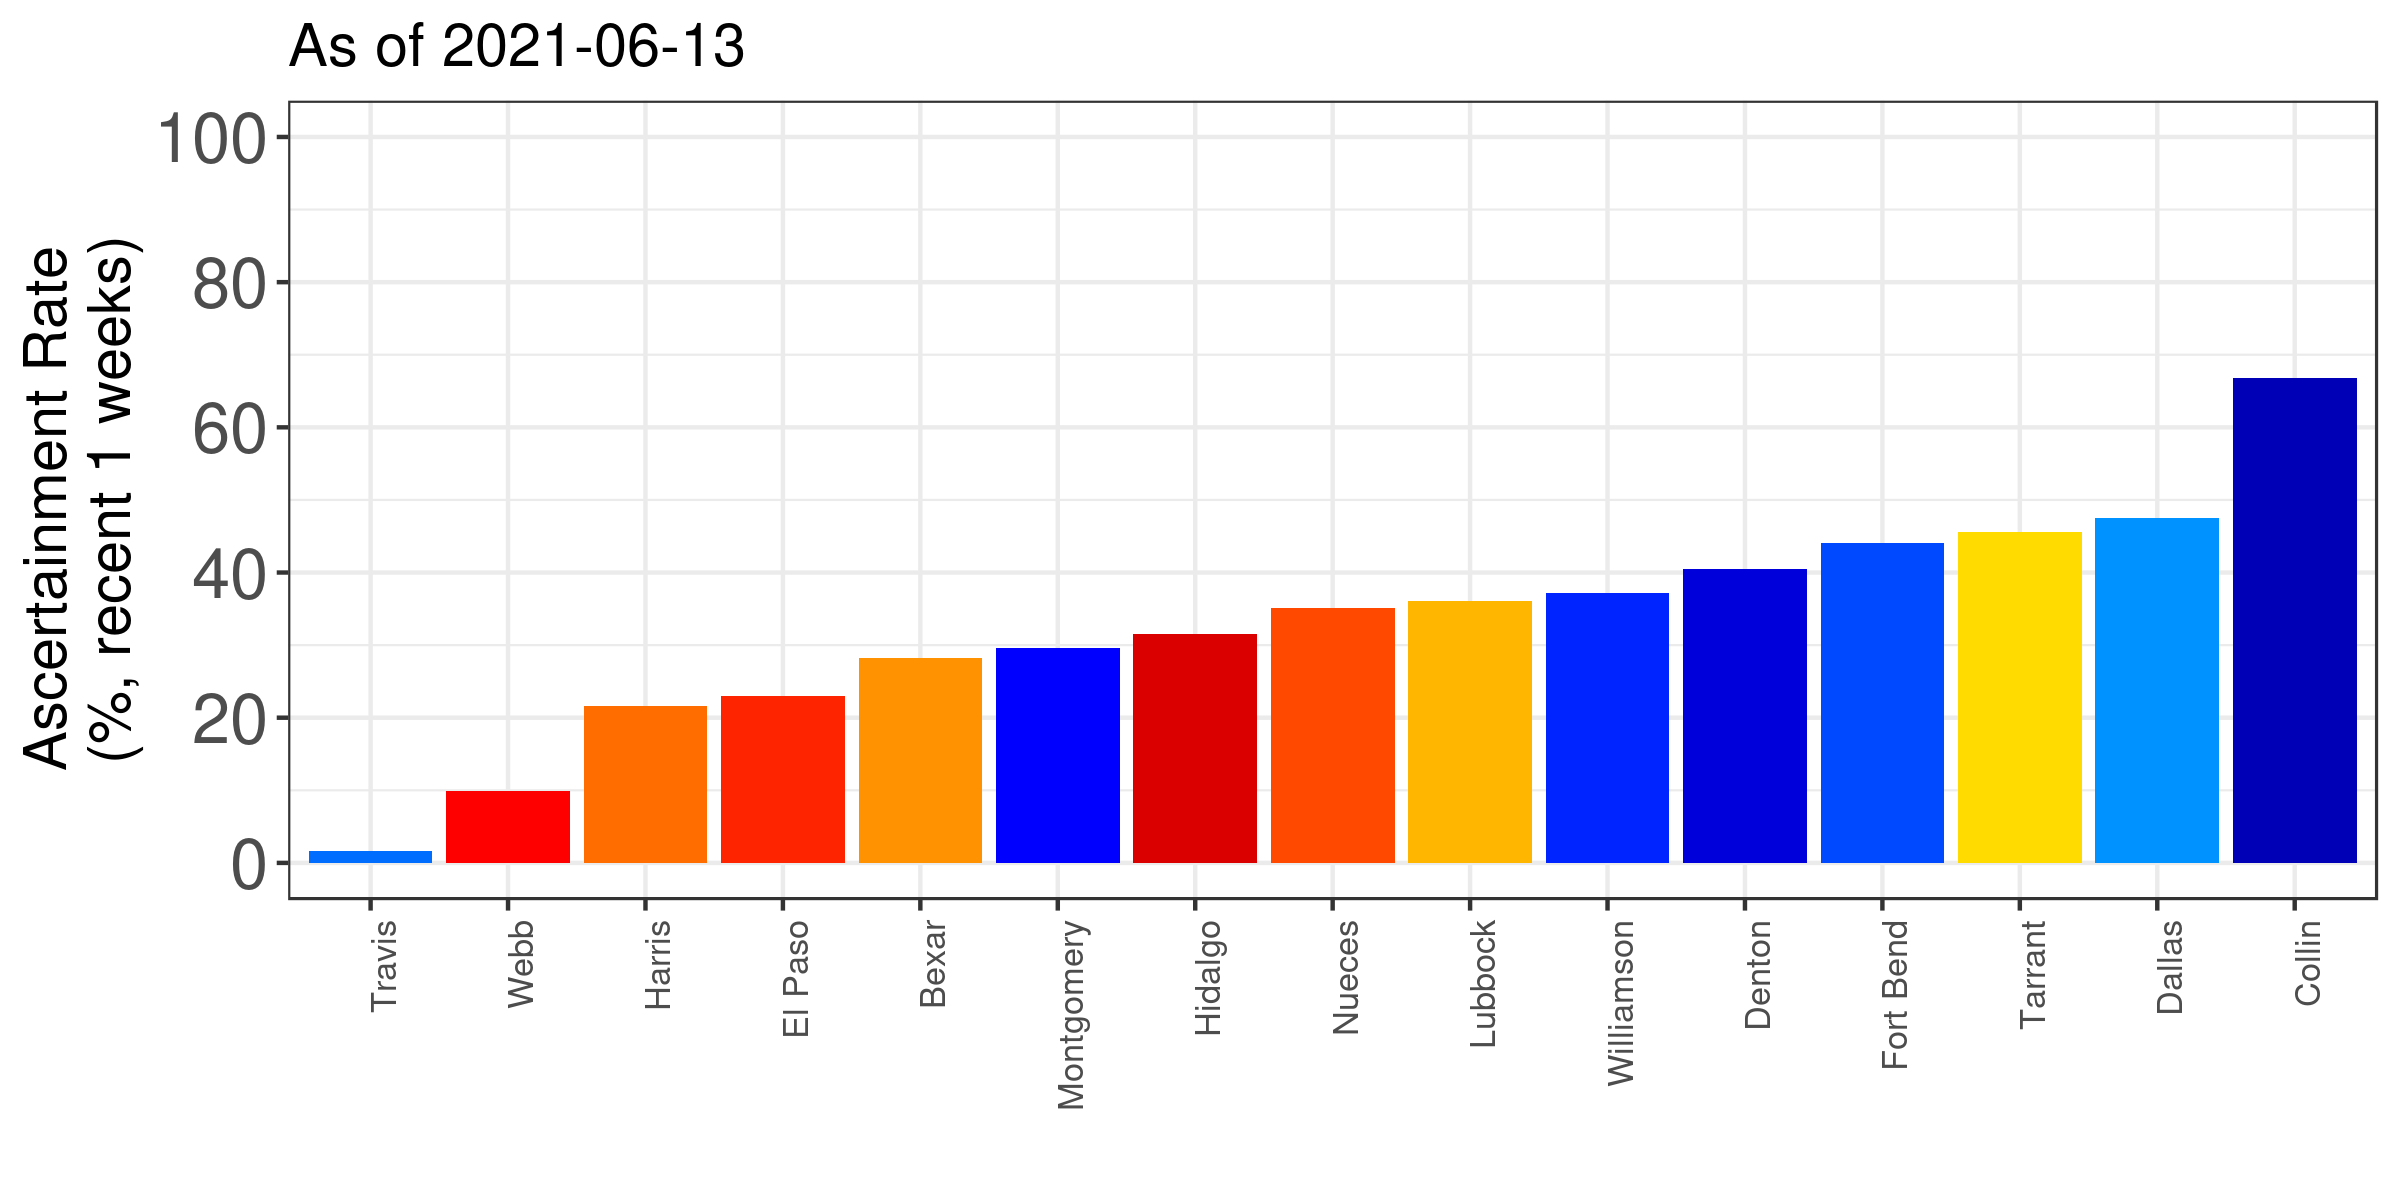 As of 2021-06-13
Ascertainment Rate
(%, recent 1 weeks)
100
80
60
40
20
0
Travis
Webb
Harris
El Paso
Bexar
Montgomery
Hidalgo
Nueces
Lubbock
Williamson
Denton
Fort Bend
Tarrant
Dallas
Collin